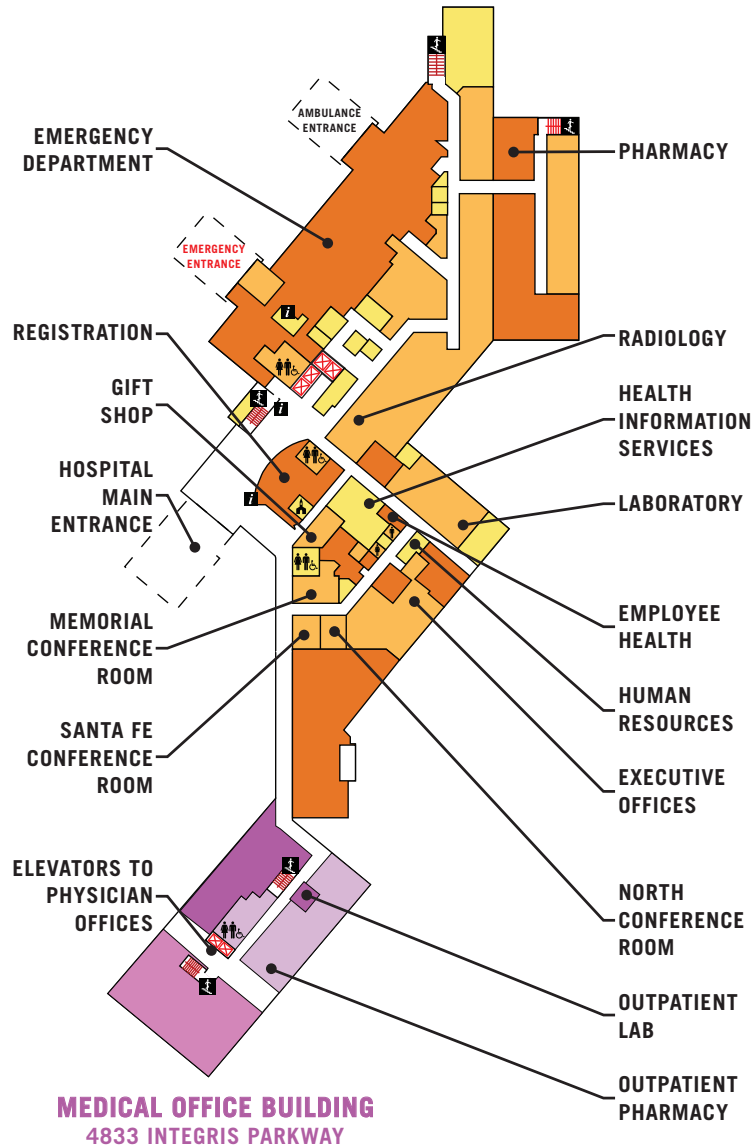 AMBULANCE
ENTRANCE
EMERGENCY
DEPARTMENT
PHARMACY
EMERGENCY
ENTRANCE
i
REGISTRATION
RADIOLOGY
GIFT
SHOP
i
HEALTH
INFORMATION
SERVICES
HOSPITAL
MAIN
ENTRANCE
i
LABORATORY
MEMORIAL
CONFERENCE
ROOM
EMPLOYEE
HEALTH
HUMAN
RESOURCES
SANTA FE
CONFERENCE
ROOM
EXECUTIVE
OFFICES
ELEVATORS TO
PHYSICIAN
OFFICES
NORTH
CONFERENCE
ROOM
OUTPATIENT
LAB
OUTPATIENT
PHARMACY
MEDICAL OFFICE BUILDING
4833 INTEGRIS PARKWAY